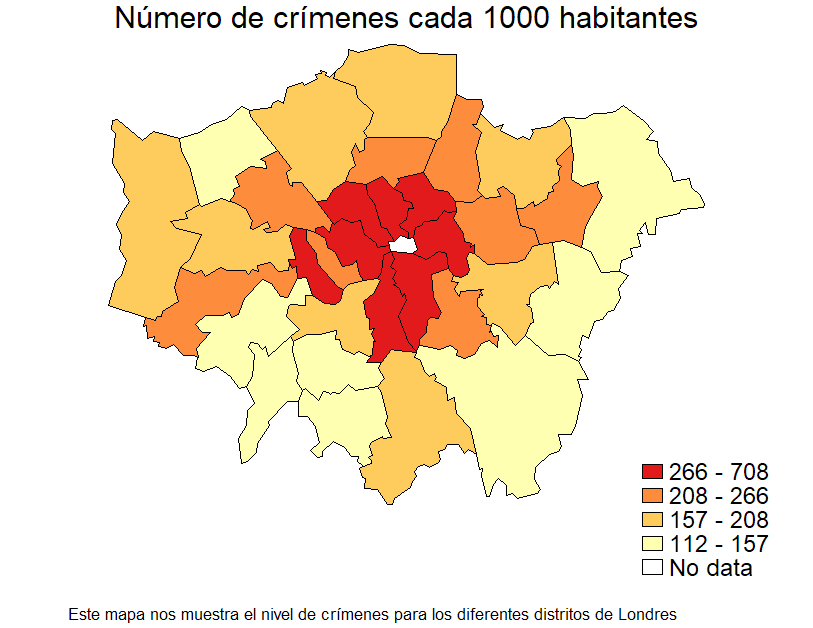 Número de crímenes cada 1000 habitantes
266 - 708
208 - 266
157 - 208
112 - 157
No data
Este mapa nos muestra el nivel de crímenes para los diferentes distritos de Londres